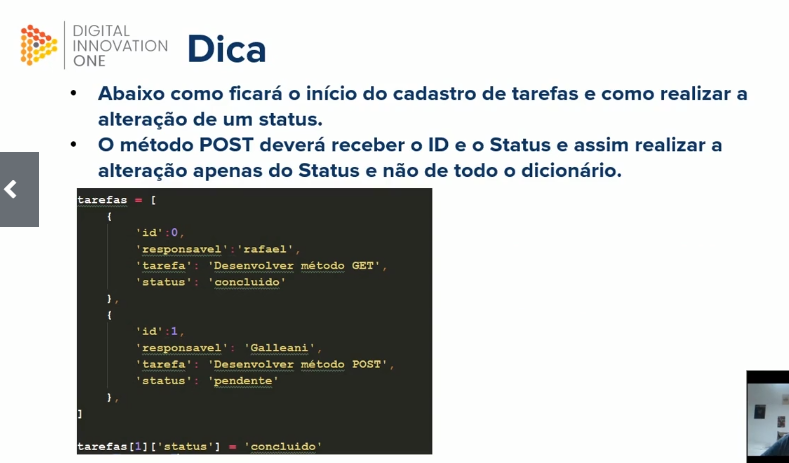 DIGITAL
INNOVATION
ONE
Dica
• Abaixo como ficará o início do cadastro de tarefas e como realizar a
alteração de um status.
• O método POST deverá receber o ID e o Status e assim realizar a
alteração apenas do Status e não de todo o dicionário.
tarefas = [
{
'id':0,
'responsavel':'rafael',
'tarefa': 'Desenvolver método GET',
'status': 'concluido'
},
{
'id':1,
'responsavel': 'Galleani',
'tarefa': 'Desenvolver método POST',
'status': 'pendente'
},
]
tarefas[1]['status'] = 'concluido'